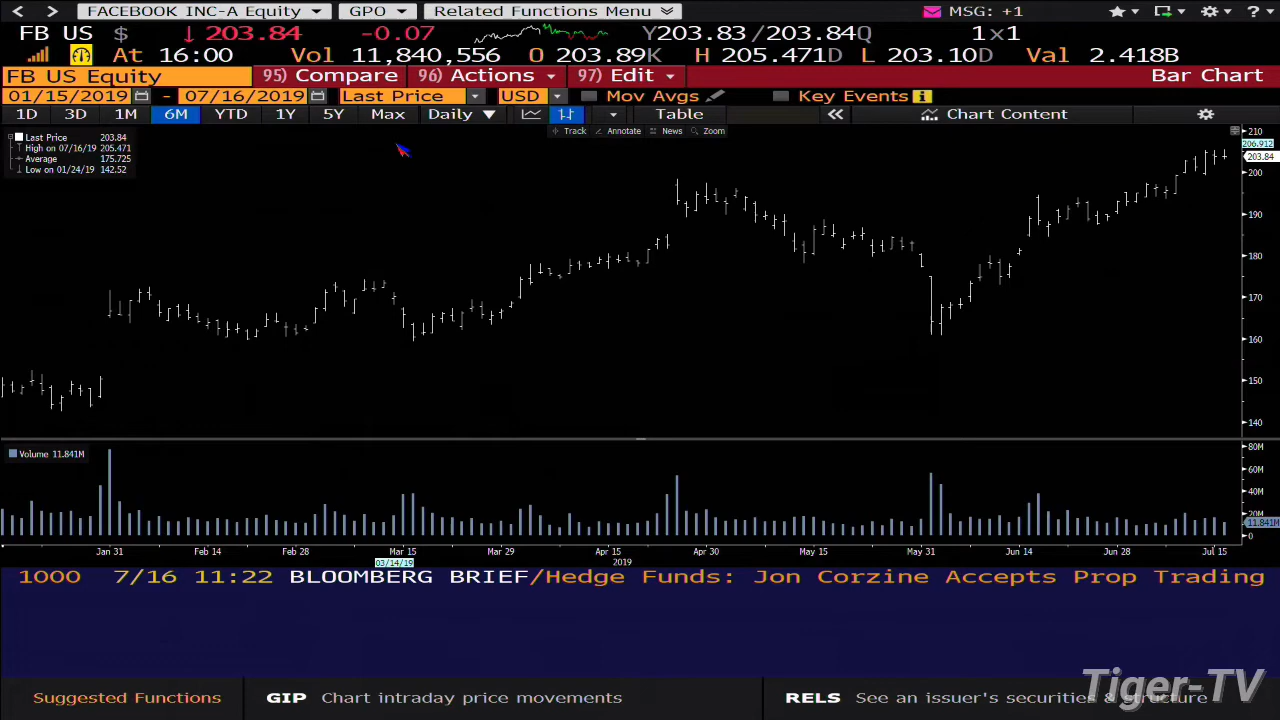 FACEBOOK INC-A Equity GPO Related Functions Menu MSG: +1 ?
FB US $ ↓ 203.84 -0.07 Y203.83/203.84Q 1×1
At 16:00 Vol 11,840,556 O 203.89K H 205.471D L 203.10D Val 2.418B
FB US Equity 95) Compare 96) Actions 97) Edit Bar Chart
01/15/2019 - 07/16/2019 Last Price USD Mov Avgs Key Events i
1D 3D 1M 6M YTD 1Y 5Y Max Daily ▼ Table « Chart Content
Track Annotate News Zoom
Last Price 203.84
High on 07/16/19 205.471
Average 175.725
Low on 01/24/19 142.52
210
206.912
203.84
200
190
180
170
160
150
140
Volume 11.841M
80M
60M
40M
20M
11.841M
0
Jan 31 Feb 14 Feb 28 Mar 15 Mar 29 Apr 15 Apr 30 May 15 May 31 Jun 14 Jun 28 Jul 15
03/14/19 2019
1000 7/16 11:22 BLOOMBERG BRIEF/Hedge Funds: Jon Corzine Accepts Prop Trading
Suggested Functions GIP Chart intraday price movements RELS See an issuer's securities & structure
Tiger-TV